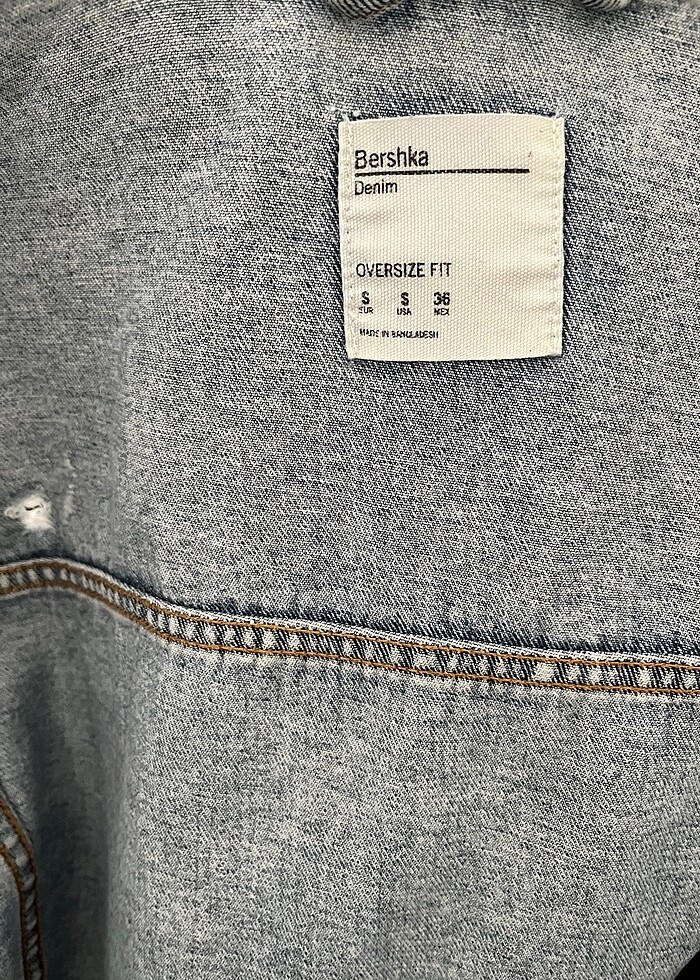 Bershka
Denim
OVERSIZE FIT
S S 36
EUR USA MEX
MADE IN BANGLADESH